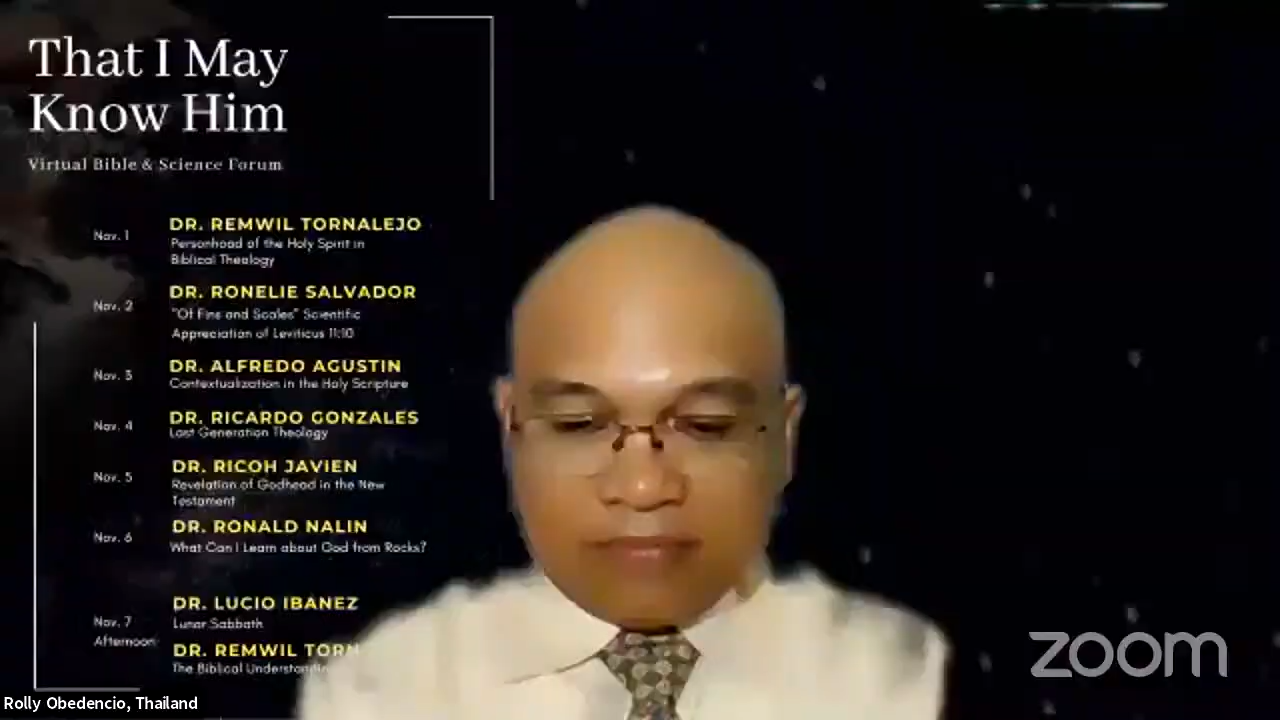 That I May
Know Him
Virtual Bible & Science Forum
Nov. 1
DR. REMWIL TORNALEJO
Personhood of the Holy Spirit in
Biblical Theology
Nov. 2
DR. RONELIE SALVADOR
"Of Fins and Scales" Scientific
Appreciation of Leviticus 11:10
Nov. 3
DR. ALFREDO AGUSTIN
Contextualization in the Holy Scripture
Nov. 4
DR. RICARDO GONZALES
Last Generation Theology
Nov. 5
DR. RICOH JAVIEN
Revelation of Godhead in the New
Testament
Nov. 6
DR. RONALD NALIN
What Can I Learn about God from Rocks?
Nov. 7
Afternoon
DR. LUCIO IBANEZ
Lunar Sabbath
DR. REMWIL TORN
The Biblical
Rolly Obedencio, Thailand
zoom